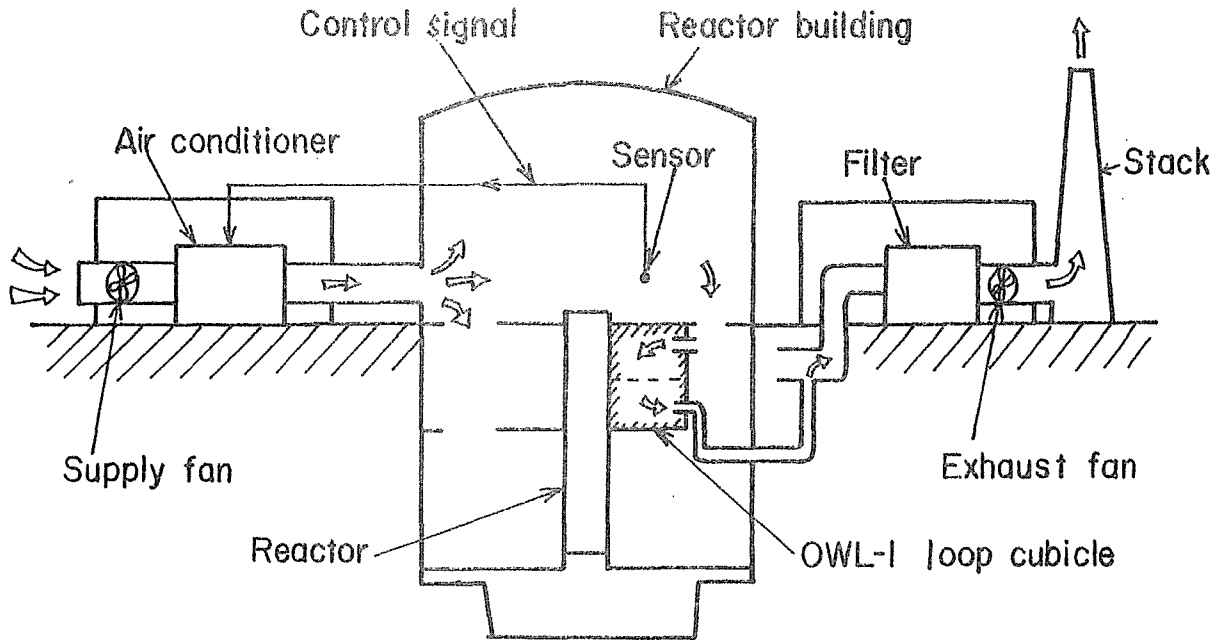 Control signal
Reactor building
Air conditioner
Sensor
Filter
Stack
Supply fan
Exhaust fan
Reactor
OWL-1 loop cubicle